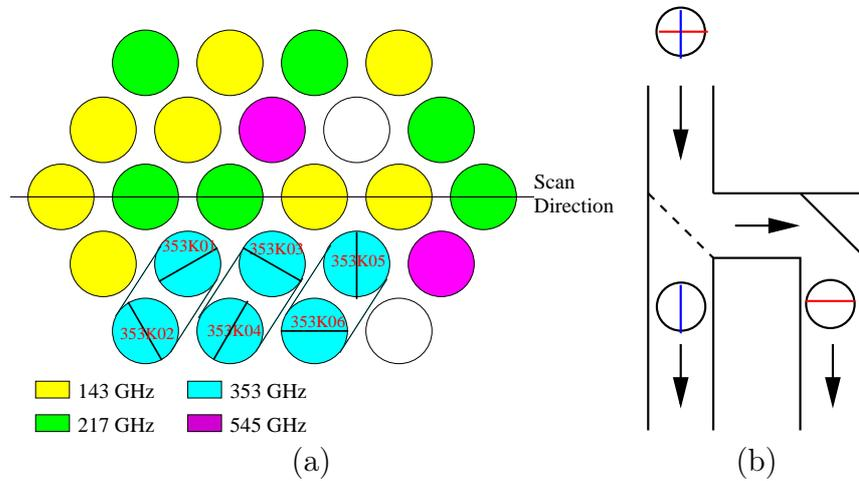 Scan
Direction
353K01 353K03 353K05
353K02 353K04 353K06
143 GHz 353 GHz
217 GHz 545 GHz
(a) (b)